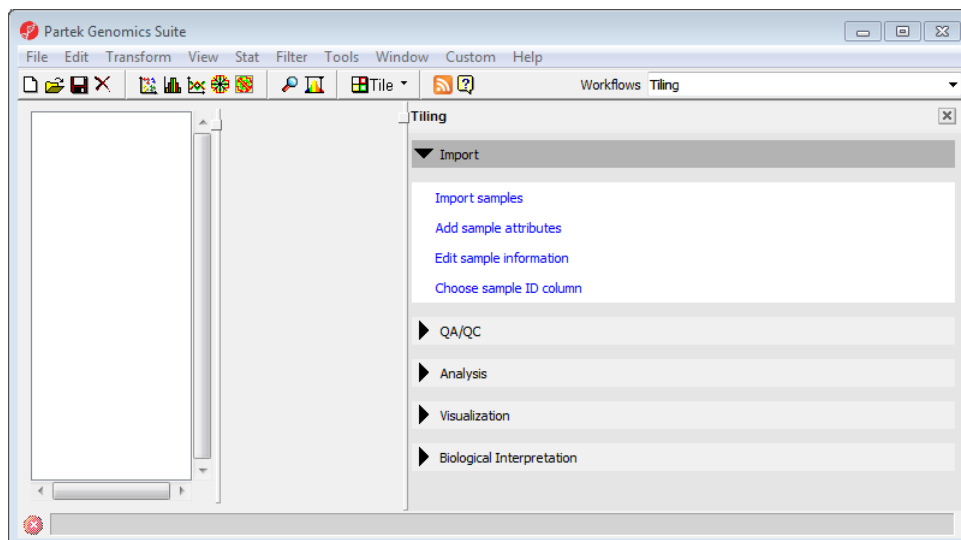 Partek Genomics Suite
File Edit Transform View Stat Filter Tools Window Custom Help
Tile Workflows Tiling
Tiling
Import
Import samples
Add sample attributes
Edit sample information
Choose sample ID column
QA/QC
Analysis
Visualization
Biological Interpretation